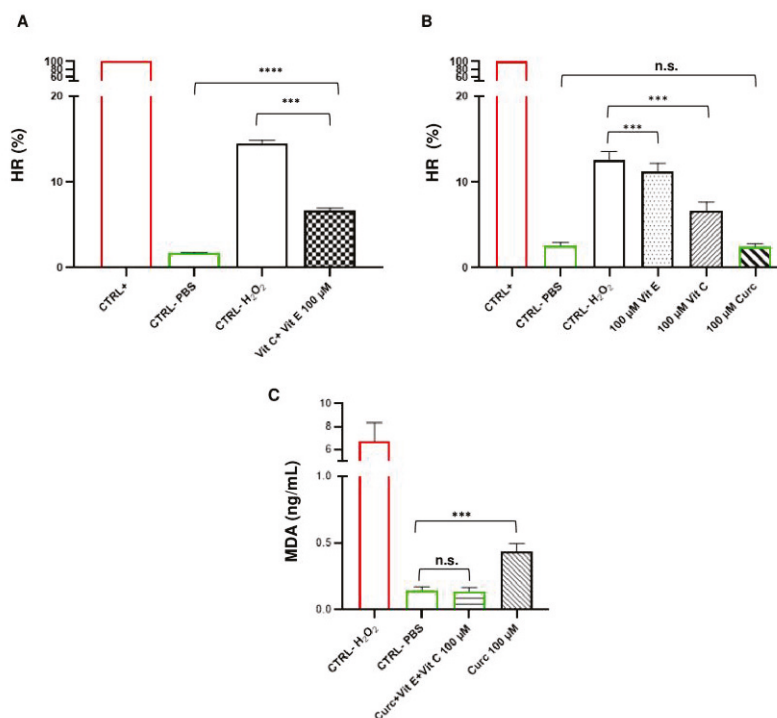 A
HR (%)
100
80
60
20
10
0
****
***
CTRL+
CTRL- PBS
CTRL- H₂O₂
Vit C+ Vit E 100 µM
B
HR (%)
100
80
60
20
10
0
n.s.
***
***
CTRL+
CTRL- PBS
CTRL- H₂O₂
100 µM Vit E
100 µM Vit C
100 µM Curc
C
MDA (ng/mL)
10
8
6
1.0
0.5
0.0
***
n.s.
CTRL- H₂O₂
CTRL- PBS
Curc+Vit E+Vit C 100 µM
Curc 100 µM